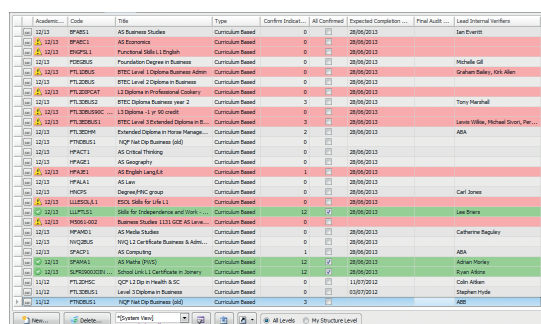 Academic... Code Title Type Confirm Indicat... All Confirmed Expected Completion ... Final Audit ... Lead Internal Verifiers
12/13 BFABS1 AS Business Studies Curriculum Based 0 28/06/2013 Ian Everitt
12/13 BFAEC1 AS Economics Curriculum Based 0 28/06/2013
12/13 ENGFSL1 Functional Skills L1 English Curriculum Based 0 28/06/2013
12/13 FDEGBUS Foundation Degree in Business Curriculum Based 0 28/06/2013 Michelle Gill
12/13 FTL1DBUS BTEC Level 1 Diploma Business Admin Curriculum Based 0 28/06/2013 Graham Bailey, Kirk Allen
12/13 FTL2DBUS BTEC Level 2 Diploma in Business Curriculum Based 0 28/06/2013
12/13 FTL2DIPCAT L2 Diploma in Professional Cookery Curriculum Based 0 28/06/2013
12/13 FTL3DBUS2 BTEC Diploma Business year 2 Curriculum Based 3 28/06/2013 Tony Marshall
12/13 FTL3DBUS90C ... L3 Diploma -1 yr 90 credit Curriculum Based 0 28/06/2013
12/13 FTL3EDBUS1 BTEC Level 3 Extended Diploma in B... Curriculum Based 3 28/06/2013 Lewis Wilkie, Michael Sivori, Per...
12/13 FTL3EDHM Extended Diploma in Horse Manage... Curriculum Based 2 28/06/2013 ABA
12/13 FTNDBUS1 NQF Nat Dip Business (old) Curriculum Based 0
12/13 HFACT1 AS Critical Thinking Curriculum Based 0 28/06/2013
12/13 HFAGE1 AS Geography Curriculum Based 0 28/06/2013
12/13 HFAJE1 AS English Lang/Lit Curriculum Based 1 28/06/2013
12/13 HFALA1 AS Law Curriculum Based 0 28/06/2013
12/13 HNCPS Degree/HNC group Curriculum Based 0 28/06/2013 Carl Jones
12/13 LLLESOL/L1 ESOL Skills for Life L1 Curriculum Based 0 28/06/2013
12/13 LLLFTLS1 Skills for Independence and Work - ... Curriculum Based 12 28/06/2013 Lee Briers
12/13 M5061-002 Business Studies 1131 GCE AS Leve... Curriculum Based 0 28/06/2013
12/13 MFAMD1 AS Media Studies Curriculum Based 0 28/06/2013 Catherine Baguley
12/13 NVQ2BUS NVQ L2 Certificate Business & Admi... Curriculum Based 0 28/06/2013
12/13 SFACP1 AS Computing Curriculum Based 1 28/06/2013 ABA
12/13 SFAMA1 AS Maths (PWS) Curriculum Based 12 28/06/2013 Adrian Morley
12/13 SLFRI900JOIN ... School Link L1 Certificate in Joinery Curriculum Based 12 28/06/2013 Ryan Atkins
11/12 FTL2DHSC QCF L2 Dip in Health & SC Curriculum Based 0 11/07/2012 Colin Aitken
11/12 FTL3DBUS1 Level 3 Diploma in Business Curriculum Based 0 03/07/2012 Stephen Hyde
11/12 FTNDBUS1 NQF Nat Dip Business (old) Curriculum Based 3 ABB
New... Delete... *[System View] All Levels My Structure Level